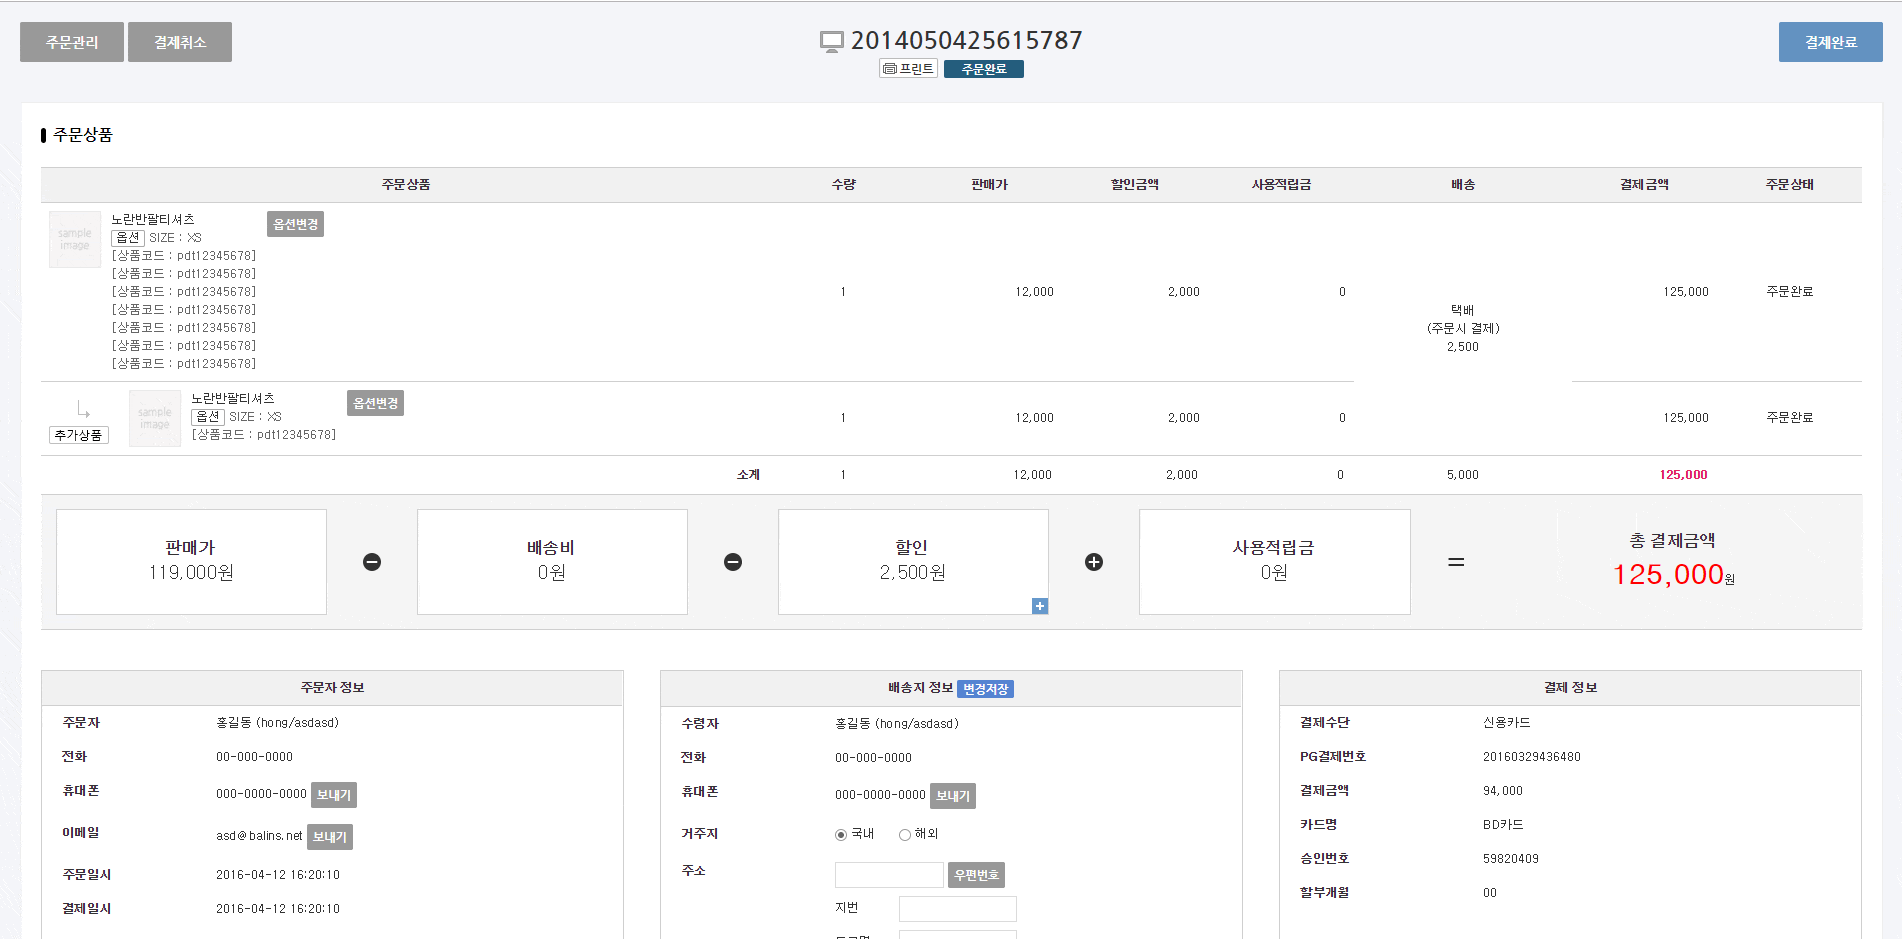 주문관리 결제취소 2014050425615787 결제완료
프린트 주문완료
주문상품
주문상품 수량 판매가 할인금액 사용적립금 배송 결제금액 주문상태
sample image
노란반팔티셔츠 옵션변경
옵션 SIZE : XS
[상품코드 : pdt12345678]
[상품코드 : pdt12345678]
[상품코드 : pdt12345678]
[상품코드 : pdt12345678]
[상품코드 : pdt12345678]
[상품코드 : pdt12345678]
[상품코드 : pdt12345678]
1 12,000 2,000 0 125,000 주문완료
택배
(주문시 결제)
2,500
추가상품
sample image
노란반팔티셔츠 옵션변경
옵션 SIZE : XS
[상품코드 : pdt12345678]
1 12,000 2,000 0 125,000 주문완료
소계 1 12,000 2,000 0 5,000 125,000
판매가
119,000원
배송비
0원
할인
2,500원
+
사용적립금
0원
=
총 결제금액
125,000원
주문자 정보
주문자 홍길동 (hong/asdasd)
전화 00-000-0000
휴대폰 000-0000-0000 보내기
이메일 asd@balins.net 보내기
주문일시 2016-04-12 16:20:10
결제일시 2016-04-12 16:20:10
배송지 정보 변경저장
수령자 홍길동 (hong/asdasd)
전화 00-000-0000
휴대폰 000-0000-0000 보내기
거주지 국내 해외
주소 우편번호
지번
결제 정보
결제수단 신용카드
PG결제번호 20160329436480
결제금액 94,000
카드명 BD카드
승인번호 59820409
할부개월 00